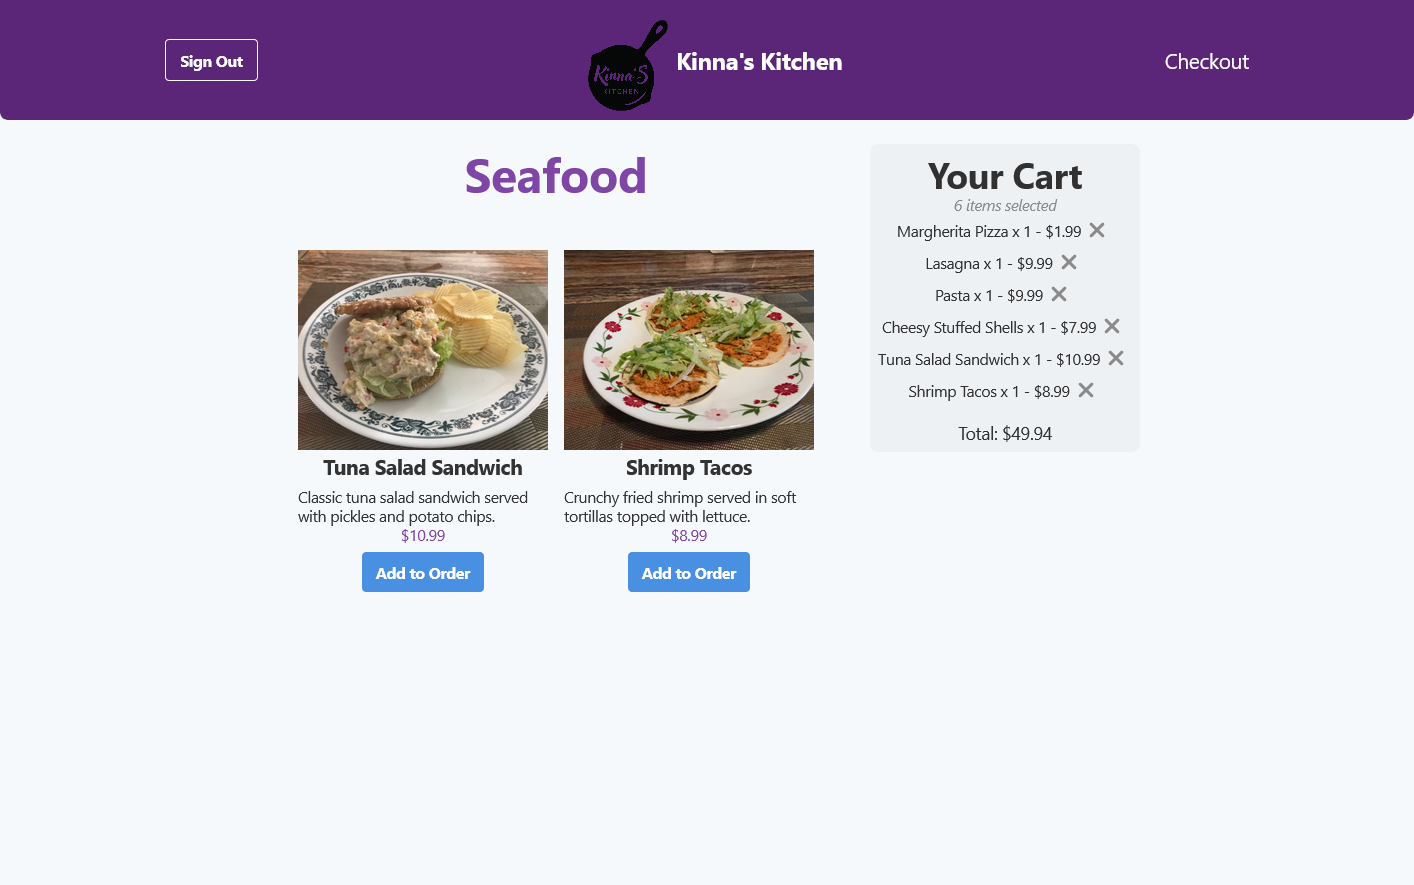 Sign Out
Kinna'S
KITCHEN
Kinna's Kitchen
Checkout
Seafood
Tuna Salad Sandwich
Classic tuna salad sandwich served
with pickles and potato chips.
$10.99
Add to Order
Shrimp Tacos
Crunchy fried shrimp served in soft
tortillas topped with lettuce.
$8.99
Add to Order
Your Cart
6 items selected
Margherita Pizza x 1 - $1.99
Lasagna x 1 - $9.99
Pasta x 1 - $9.99
Cheesy Stuffed Shells x 1 - $7.99
Tuna Salad Sandwich x 1 - $10.99
Shrimp Tacos x 1 - $8.99
Total: $49.94